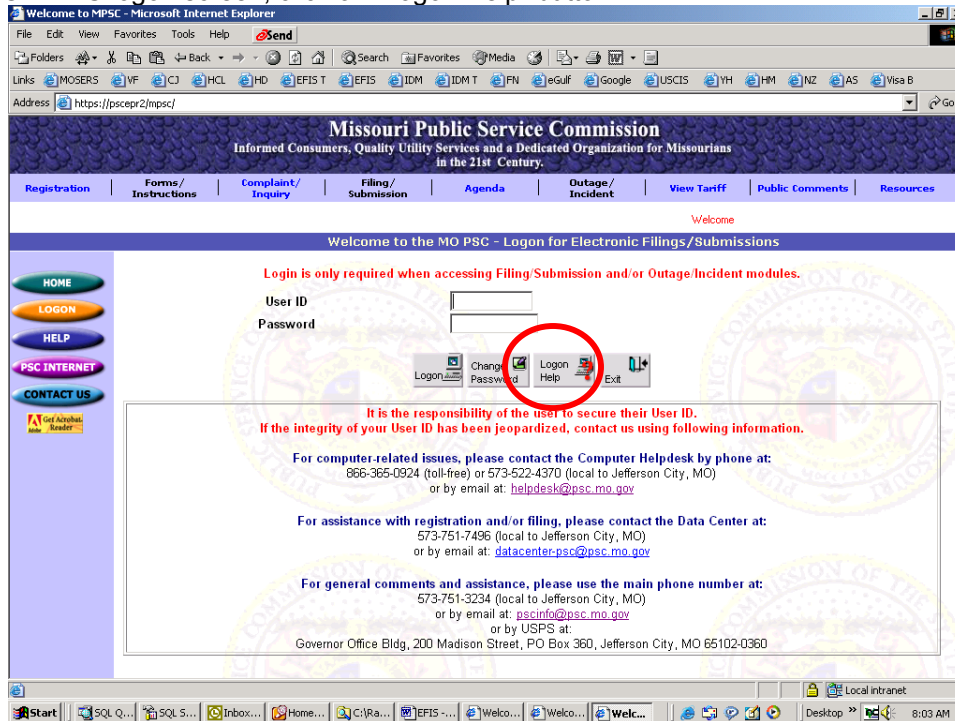 Welcome to MPSC - Microsoft Internet Explorer
File Edit View Favorites Tools Help Send
Folders Back Search Favorites Media
Links MOSERS VF CJ HCL HD EFIS T EFIS IDM IDM T FN eGulf Google USCIS YH HM NZ AS Visa B
Address https://pscepr2/mpsc/ Go
Missouri Public Service Commission
Informed Consumers, Quality Utility Services and a Dedicated Organization for Missourians
in the 21st Century.
Registration | Forms/ Instructions | Complaint/ Inquiry | Filing/ Submission | Agenda | Outage/ Incident | View Tariff | Public Comments | Resources
Welcome
Welcome to the MO PSC - Logon for Electronic Filings/Submissions
HOME
LOGON
HELP
PSC INTERNET
CONTACT US
Get Acrobat Reader
Adobe
Login is only required when accessing Filing/Submission and/or Outage/Incident modules.
User ID
Password
Logon Change Password Logon Help Exit
It is the responsibility of the user to secure their User ID.
If the integrity of your User ID has been jeopardized, contact us using following information.
For computer-related issues, please contact the Computer Helpdesk by phone at:
866-365-0924 (toll-free) or 573-522-4370 (local to Jefferson City, MO)
or by email at: helpdesk@psc.mo.gov
For assistance with registration and/or filing, please contact the Data Center at:
573-751-7496 (local to Jefferson City, MO)
or by email at: datacenter-psc@psc.mo.gov
For general comments and assistance, please use the main phone number at:
573-751-3234 (local to Jefferson City, MO)
or by email at: pscinfo@psc.mo.gov
or by USPS at:
Governor Office Bldg, 200 Madison Street, PO Box 360, Jefferson City, MO 65102-0360
Local intranet
Start SQL Q... SQL S... Inbox... Home... C:\Ra... EFIS -... Welco... Welco... Welc... Desktop » 8:03 AM